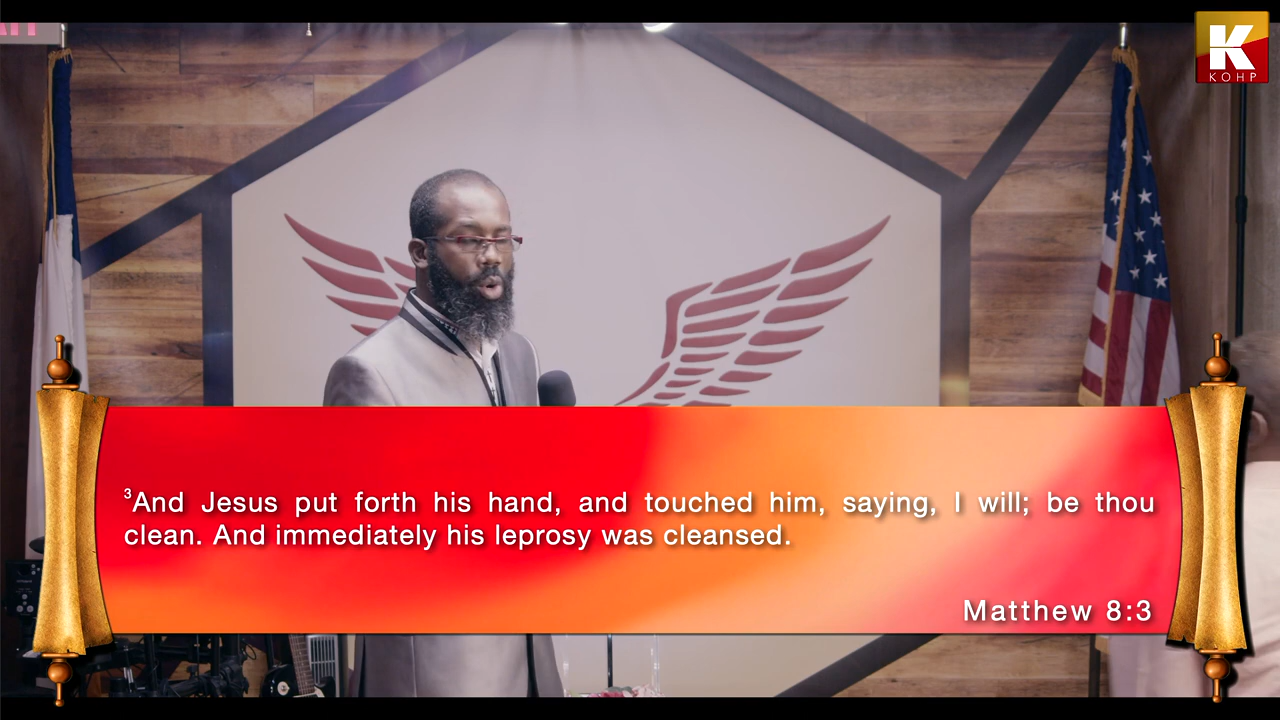 K
KOHP
³And Jesus put forth his hand, and touched him, saying, I will; be thou
clean. And immediately his leprosy was cleansed.
Matthew 8:3